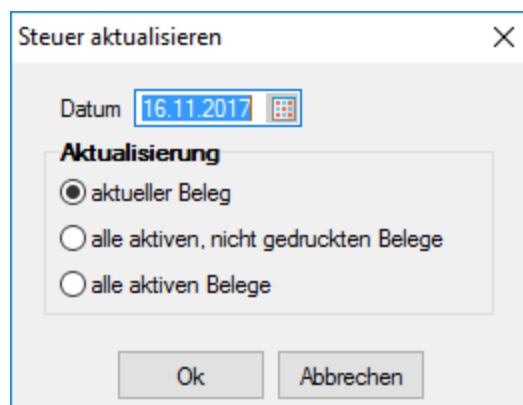 Steuer aktualisieren
Datum 16.11.2017
Aktualisierung
aktueller Beleg
alle aktiven, nicht gedruckten Belege
alle aktiven Belege
Ok Abbrechen